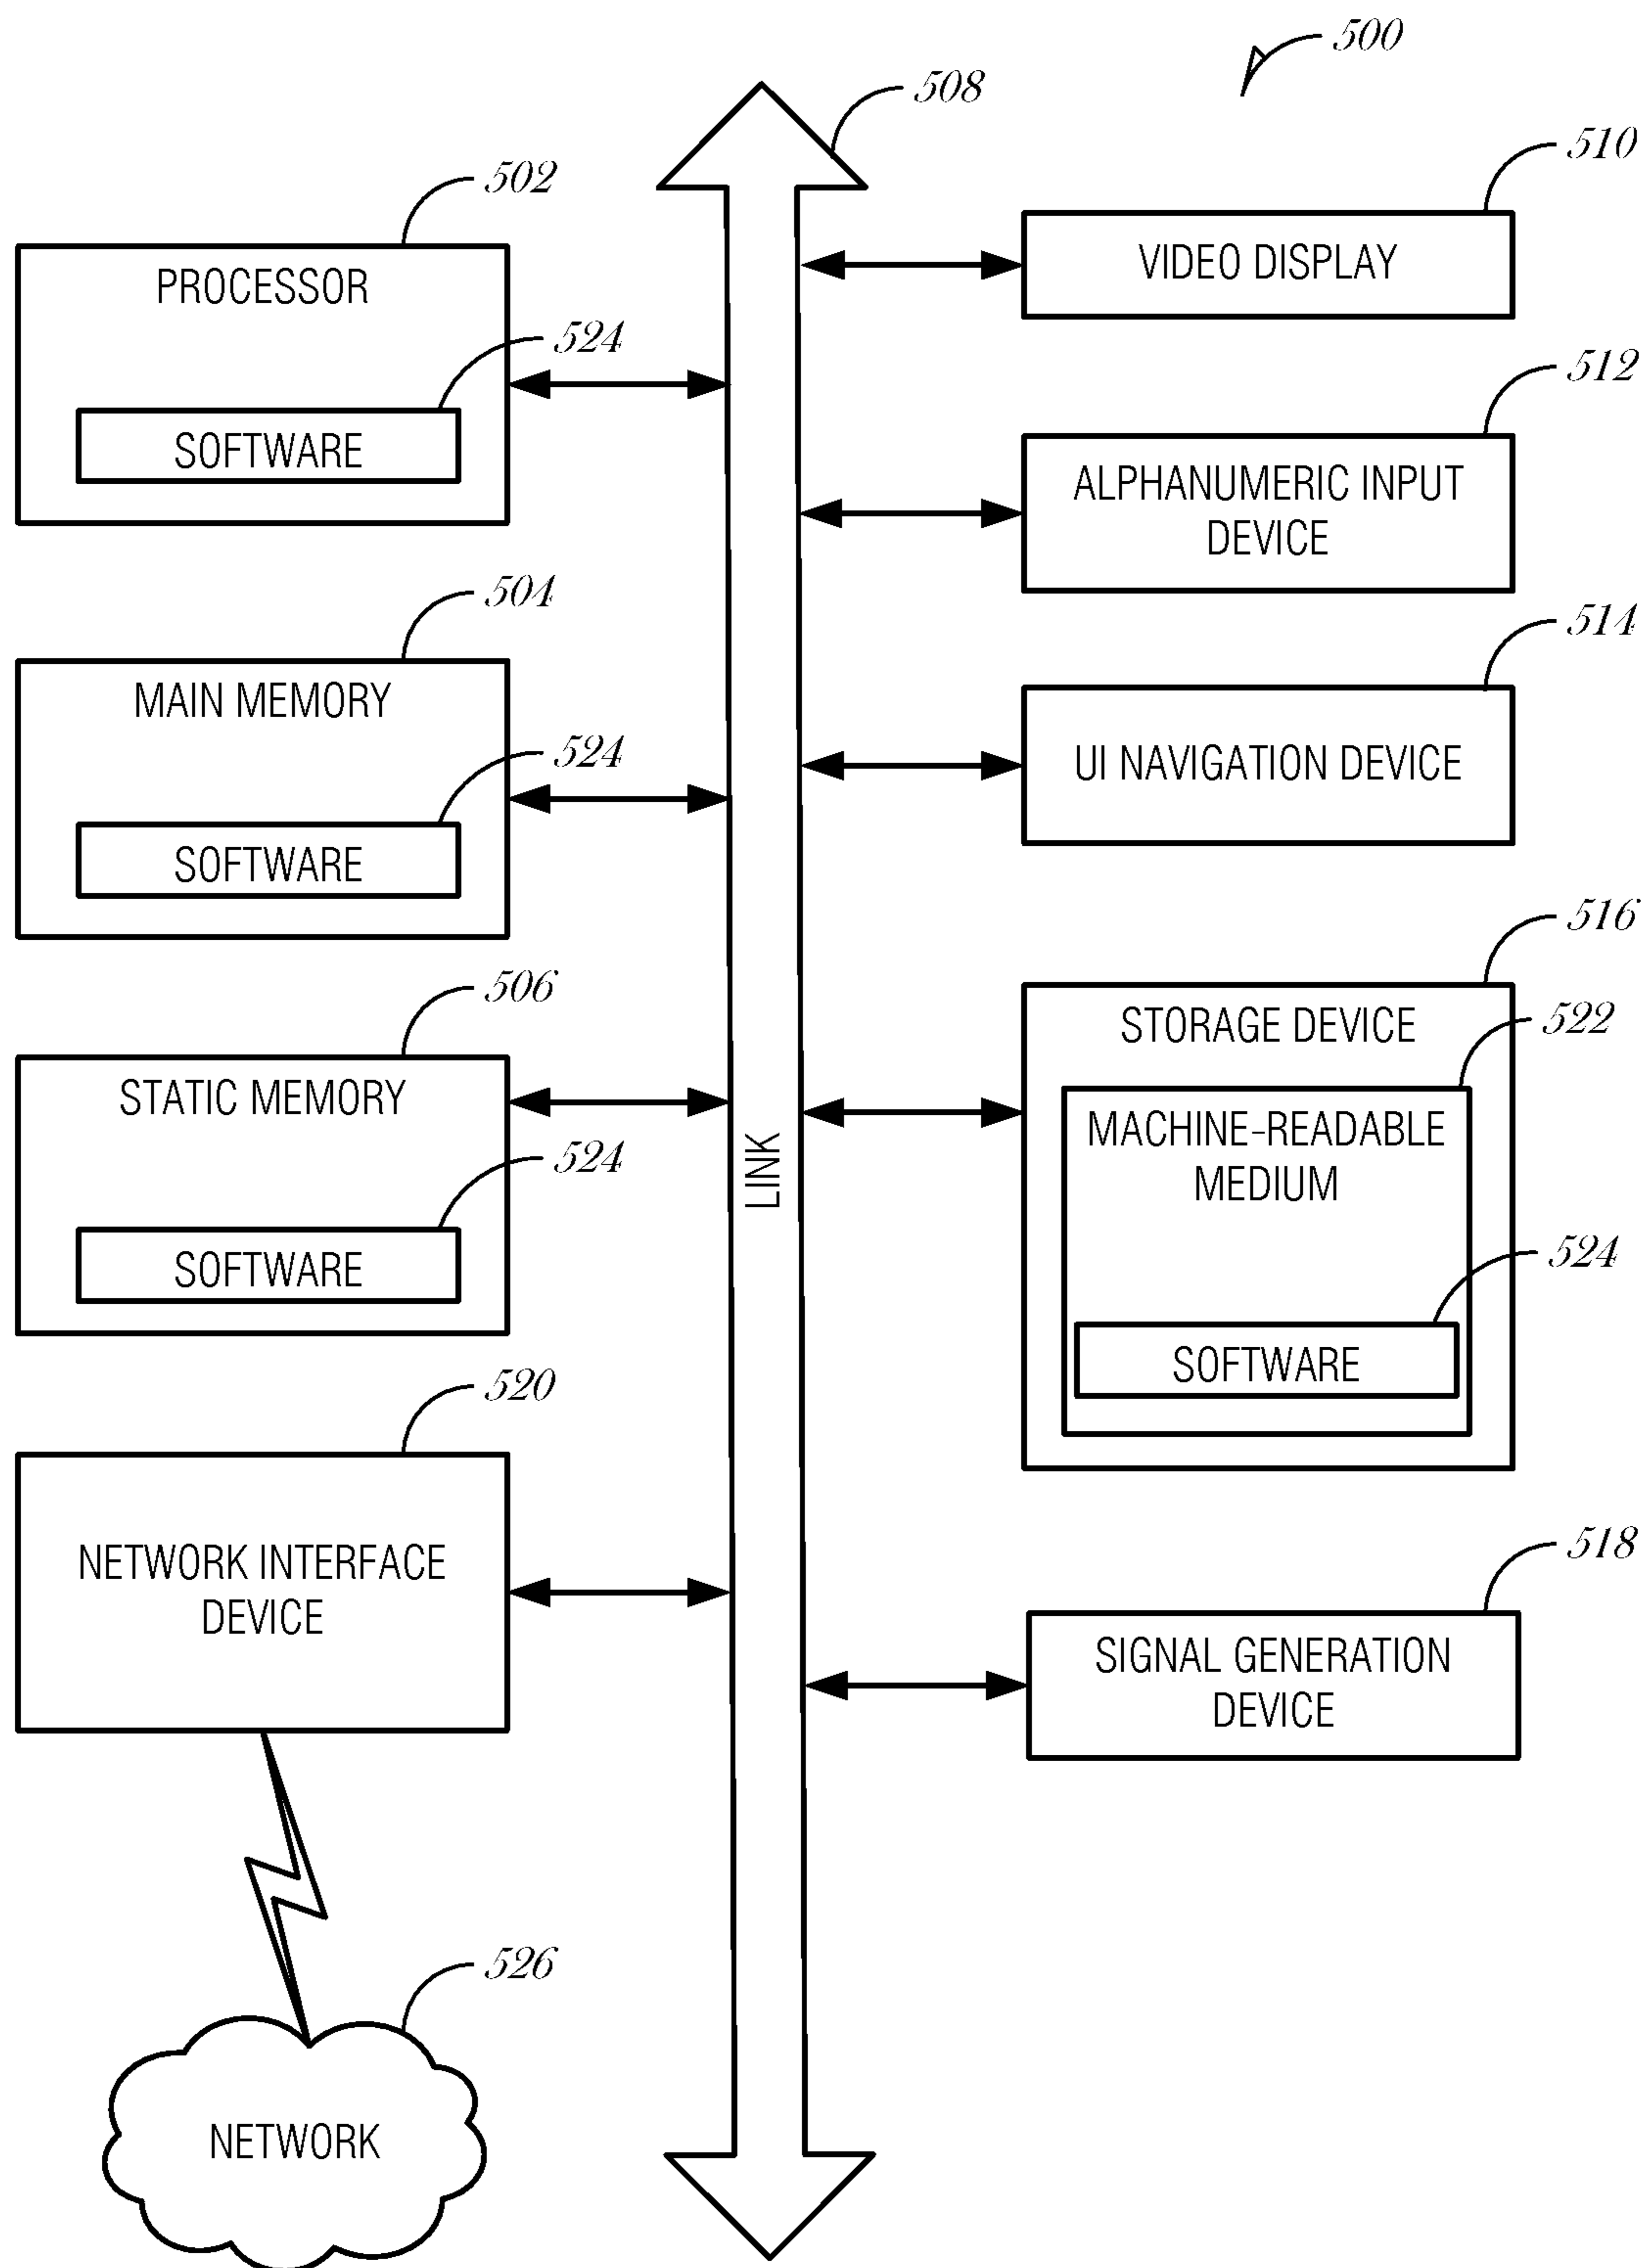 500
508
502
PROCESSOR
524
SOFTWARE
504
MAIN MEMORY
524
SOFTWARE
506
STATIC MEMORY
524
SOFTWARE
520
NETWORK INTERFACE
DEVICE
526
NETWORK
LINK
510
VIDEO DISPLAY
512
ALPHANUMERIC INPUT
DEVICE
514
UI NAVIGATION DEVICE
516
STORAGE DEVICE
522
MACHINE-READABLE
MEDIUM
524
SOFTWARE
518
SIGNAL GENERATION
DEVICE